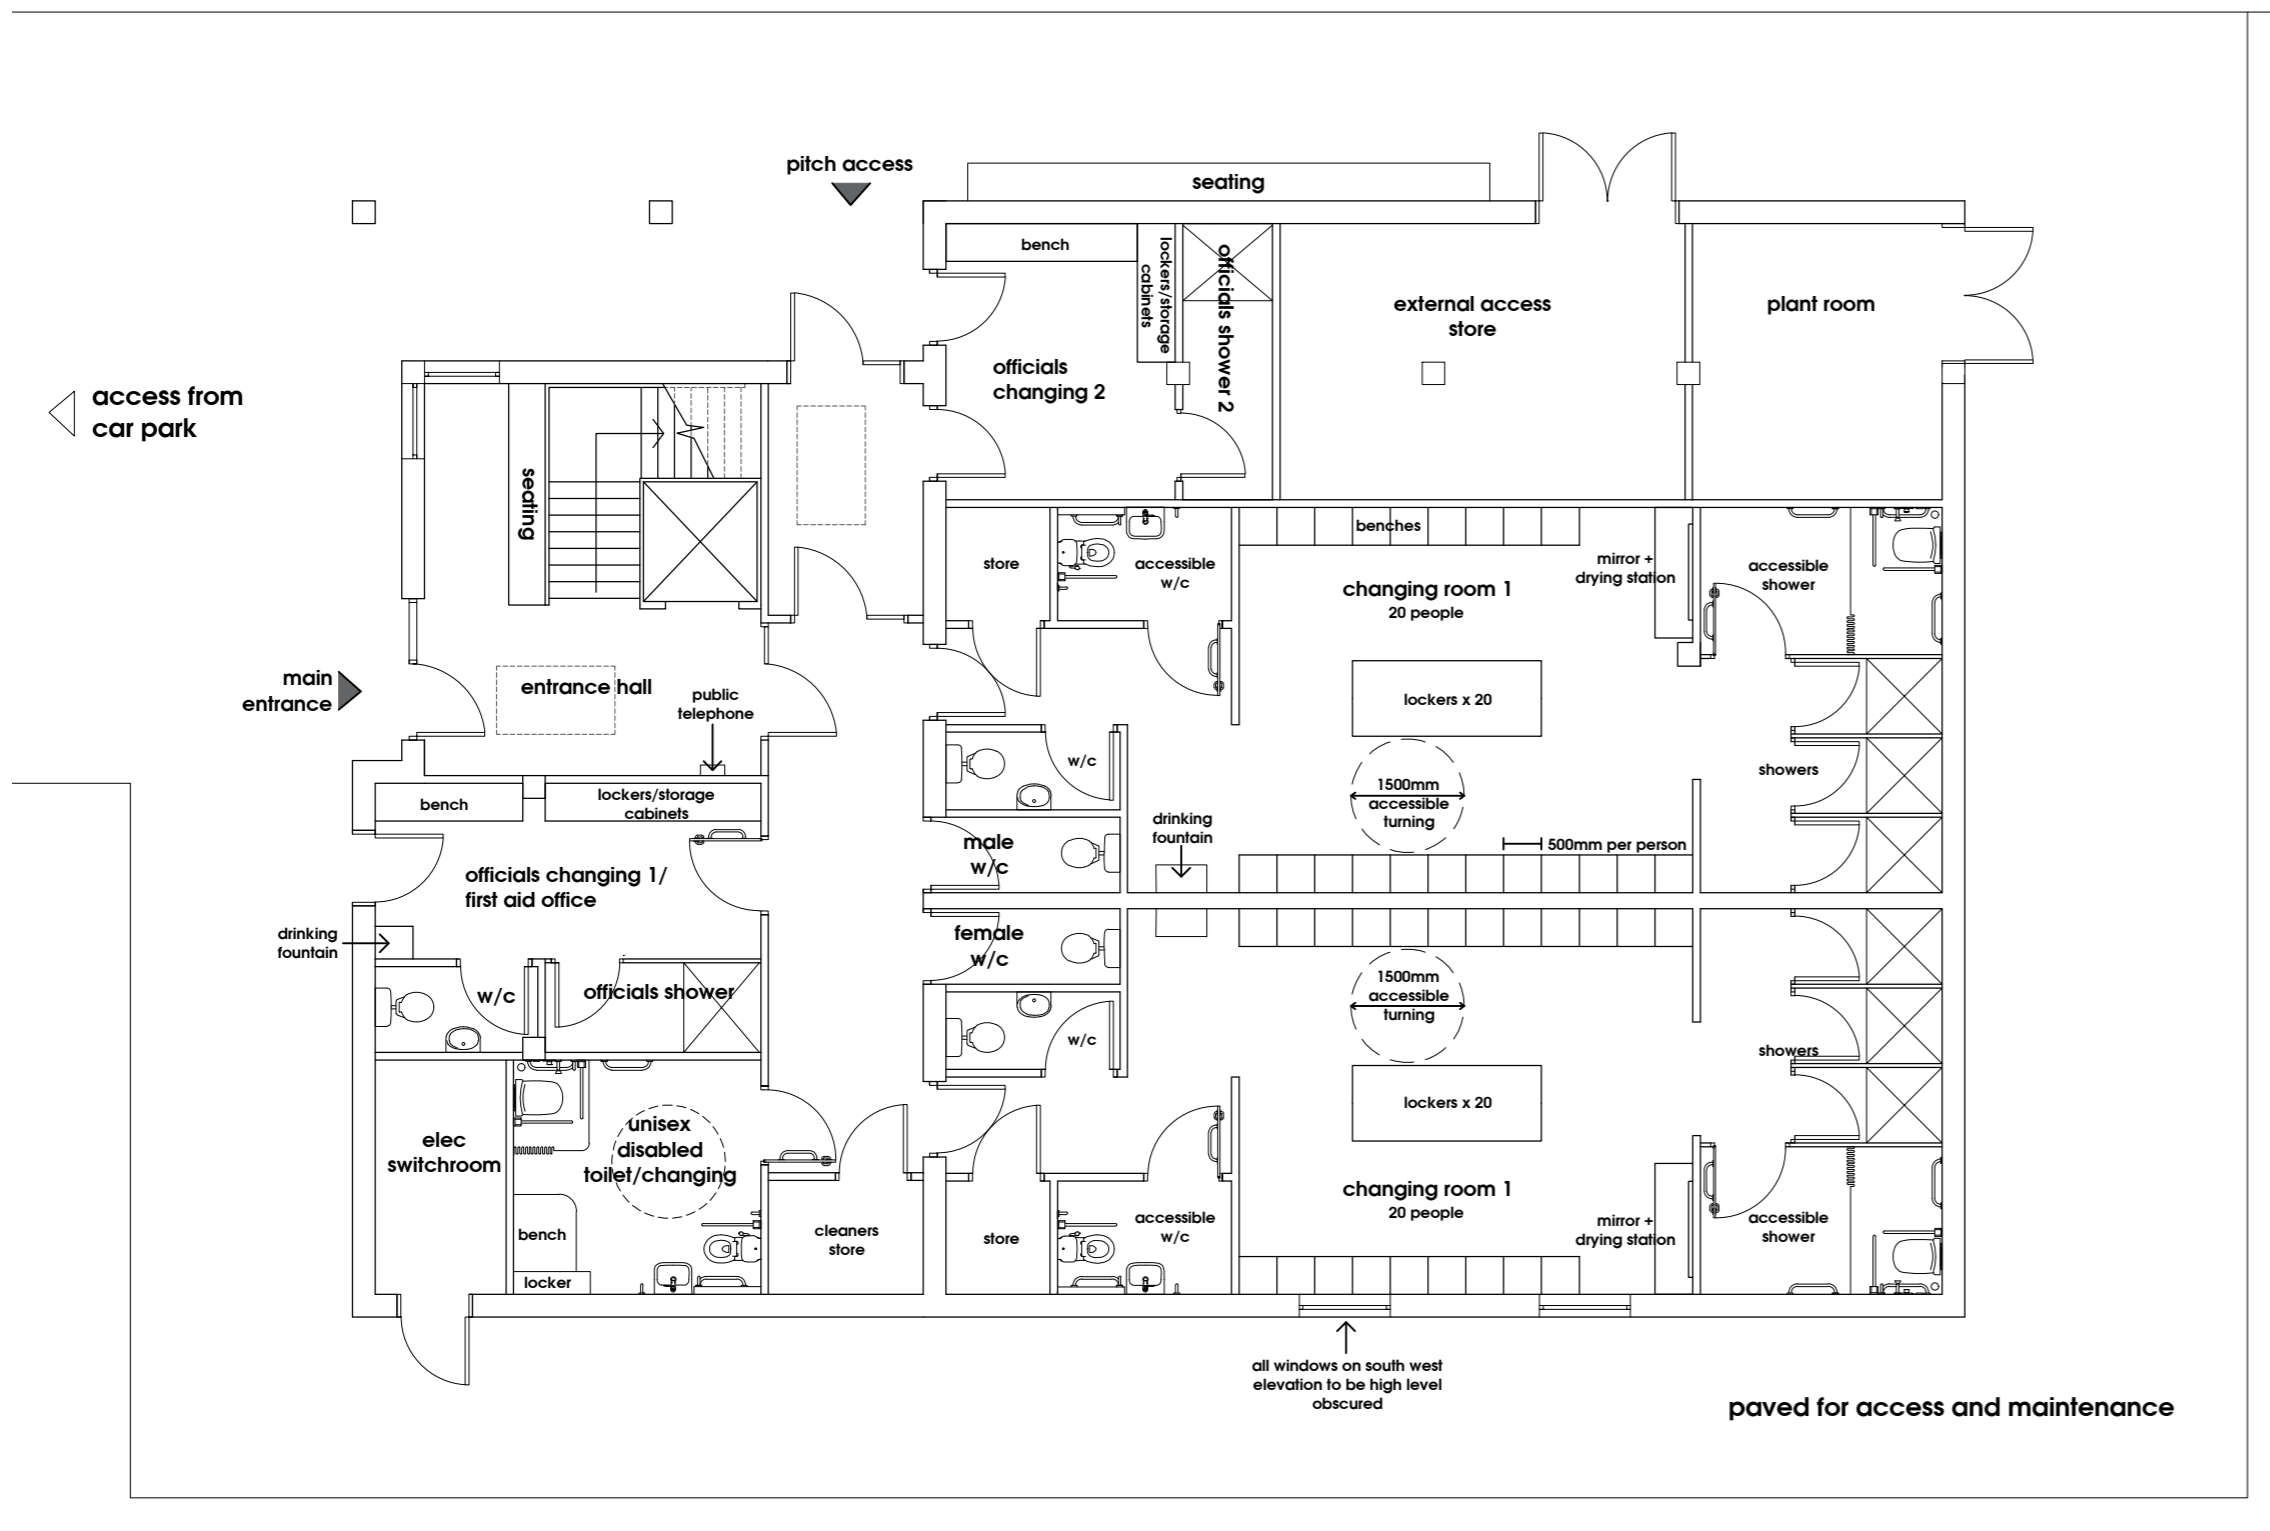 pitch access
seating
bench
lockers/storage
cabinets
officials shower 2
external access
store
plant room
officials
changing 2
access from
car park
seating
benches
store
accessible
w/c
mirror +
drying station
accessible
shower
changing room 1
20 people
main
entrance
entrance hall
public
telephone
lockers x 20
w/c
showers
1500mm
accessible
turning
bench
lockers/storage
cabinets
drinking
fountain
male
w/c
500mm per person
officials changing 1/
first aid office
drinking
fountain
female
w/c
w/c
officials shower
1500mm
accessible
turning
w/c
showers
lockers x 20
elec
switchroom
unisex
disabled
toilet/changing
changing room 1
20 people
bench
locker
cleaners
store
store
accessible
w/c
mirror +
drying station
accessible
shower
all windows on south west
elevation to be high level
obscured
paved for access and maintenance